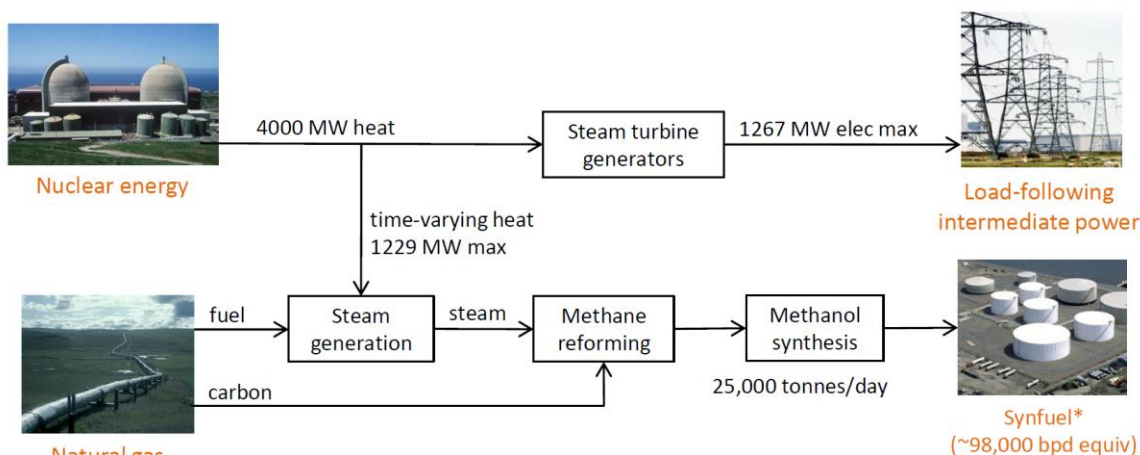 4000 MW heat
Steam turbine
generators
1267 MW elec max
Nuclear energy
Load-following
intermediate power
time-varying heat
1229 MW max
fuel
Steam
generation
steam
Methane
reforming
Methanol
synthesis
carbon
25,000 tonnes/day
Synfuel*
(~98,000 bpd equiv)
Natural gas